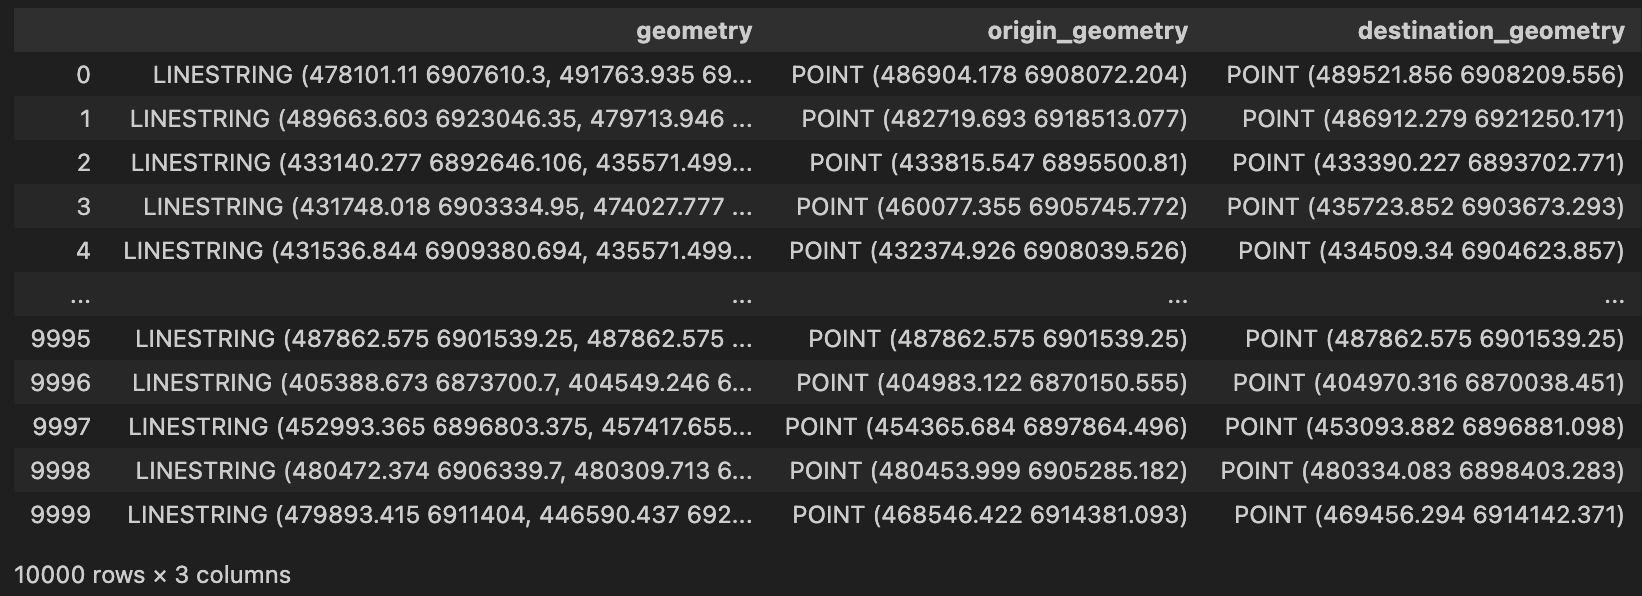 geometry origin_geometry destination_geometry
0 LINESTRING (478101.11 6907610.3, 491763.935 69... POINT (486904.178 6908072.204) POINT (489521.856 6908209.556)
1 LINESTRING (489663.603 6923046.35, 479713.946 ... POINT (482719.693 6918513.077) POINT (486912.279 6921250.171)
2 LINESTRING (433140.277 6892646.106, 435571.499... POINT (433815.547 6895500.81) POINT (433390.227 6893702.771)
3 LINESTRING (431748.018 6903334.95, 474027.777 ... POINT (460077.355 6905745.772) POINT (435723.852 6903673.293)
4 LINESTRING (431536.844 6909380.694, 435571.499... POINT (432374.926 6908039.526) POINT (434509.34 6904623.857)
... ... ... ...
9995 LINESTRING (487862.575 6901539.25, 487862.575 ... POINT (487862.575 6901539.25) POINT (487862.575 6901539.25)
9996 LINESTRING (405388.673 6873700.7, 404549.246 6... POINT (404983.122 6870150.555) POINT (404970.316 6870038.451)
9997 LINESTRING (452993.365 6896803.375, 457417.655... POINT (454365.684 6897864.496) POINT (453093.882 6896881.098)
9998 LINESTRING (480472.374 6906339.7, 480309.713 6... POINT (480453.999 6905285.182) POINT (480334.083 6898403.283)
9999 LINESTRING (479893.415 6911404, 446590.437 692... POINT (468546.422 6914381.093) POINT (469456.294 6914142.371)
10000 rows × 3 columns